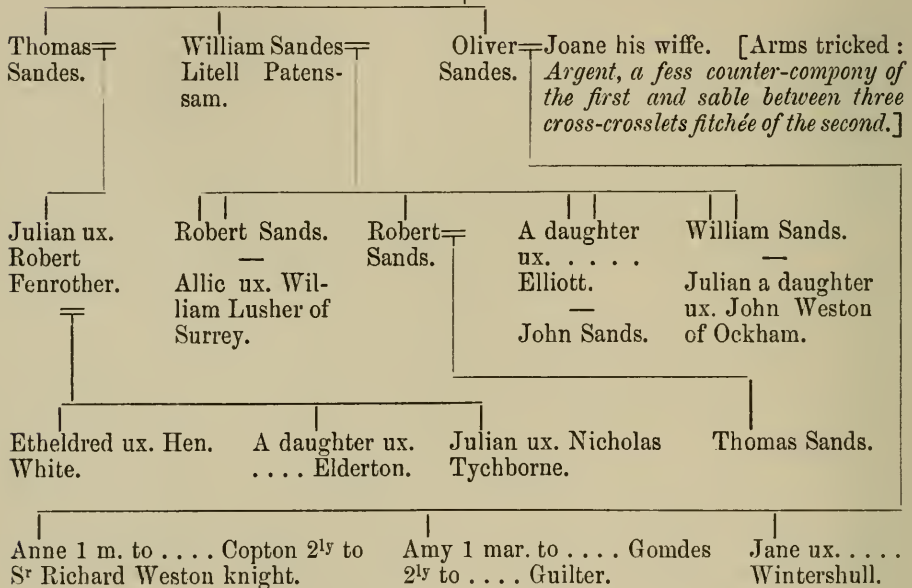 Thomas
Sandes.
William Sandes
Litell Patens-
sam.
Oliver
Sandes.
Joane his wiffe. [Arms tricked :
Argent, a fess counter-compony of
the first and sable between three
cross-crosslets fitchée of the second.]
Julian ux.
Robert
Fenrother.
Robert Sands.
—
Allic ux. Wil-
liam Lusher of
Surrey.
Robert
Sands.
A daughter
ux. . . . . .
Elliott.
—
John Sands.
William Sands.
—
Julian a daughter
ux. John Weston
of Ockham.
Etheldred ux. Hen.
White.
A daughter ux.
. . . . Elderton.
Julian ux. Nicholas
Tychborne.
Thomas Sands.
Anne 1 m. to . . . . Copton 2ly to
Sr Richard Weston knight.
Amy 1 mar. to . . . . Gomdes
2ly to . . . . Guilter.
Jane ux. . . . .
Wintershull.